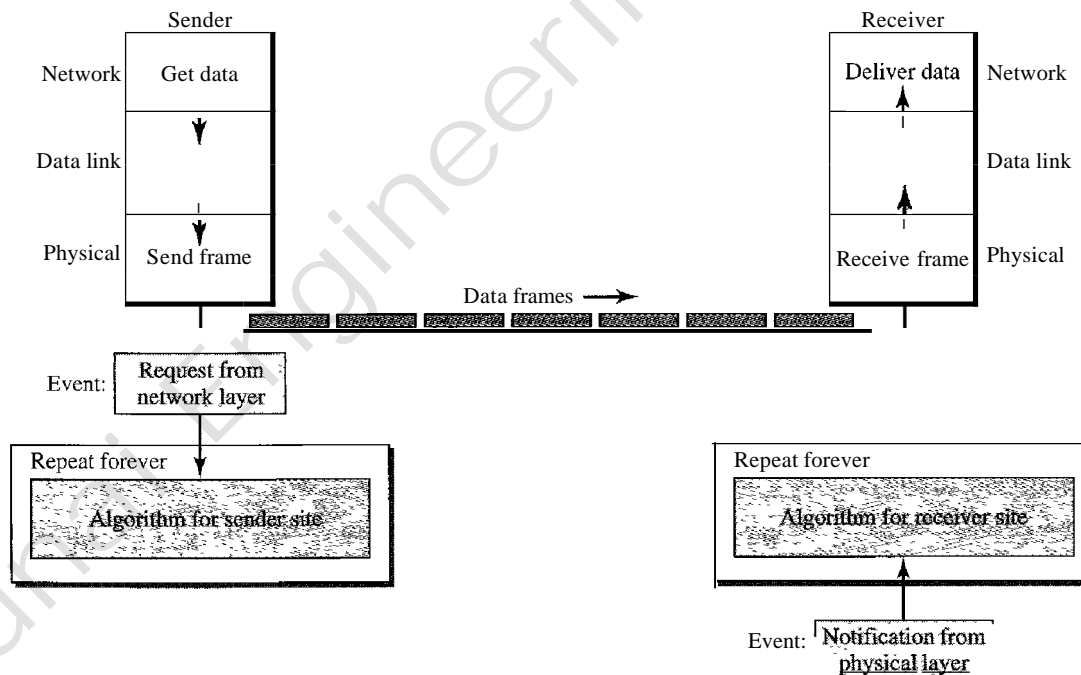 Sender
Receiver
Network
Get data
Deliver data
Network
Data link
Data link
Physical
Send frame
Receive frame
Physical
Data frames
Event:
Request from
network layer
Repeat forever
Algorithm for sender site
Repeat forever
Algorithm for receiver site
Event:
Notification from
physical layer
Engineeri